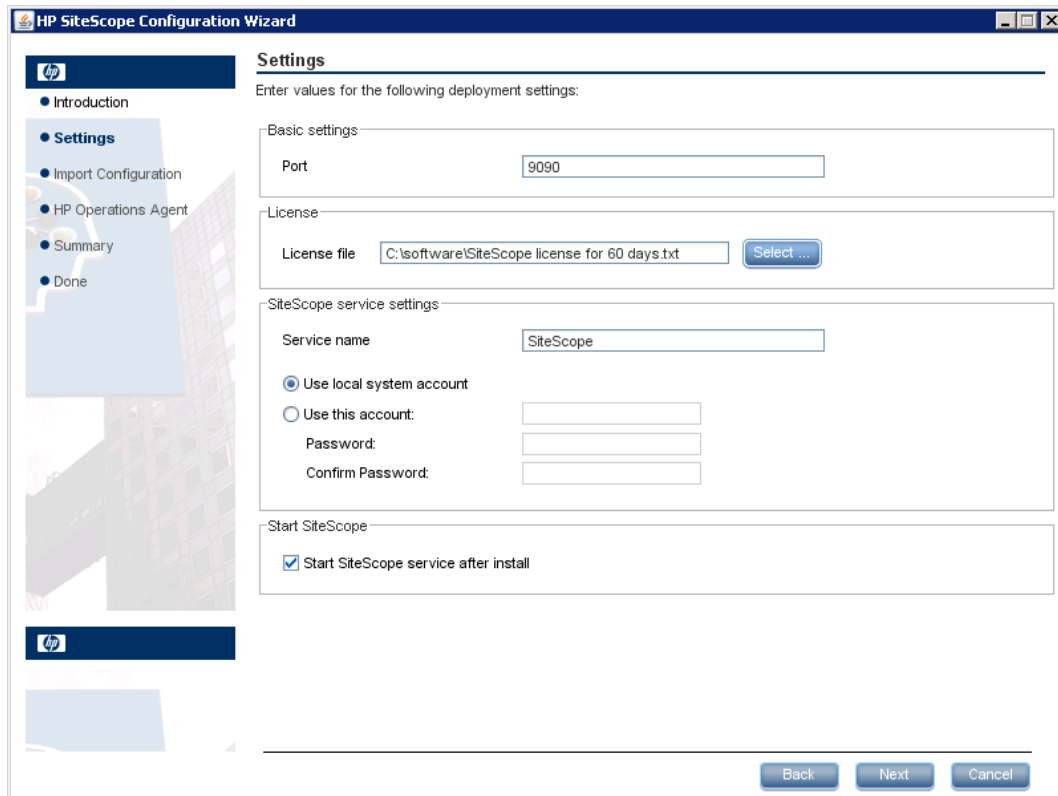 HP SiteScope Configuration Wizard
hp
Introduction
Settings
Import Configuration
HP Operations Agent
Summary
Done
hp
Settings
Enter values for the following deployment settings:
Basic settings
Port 9090
License
License file C:\software\SiteScope license for 60 days.txt Select ...
SiteScope service settings
Service name SiteScope
Use local system account
Use this account:
Password:
Confirm Password:
Start SiteScope
Start SiteScope service after install
Back Next Cancel